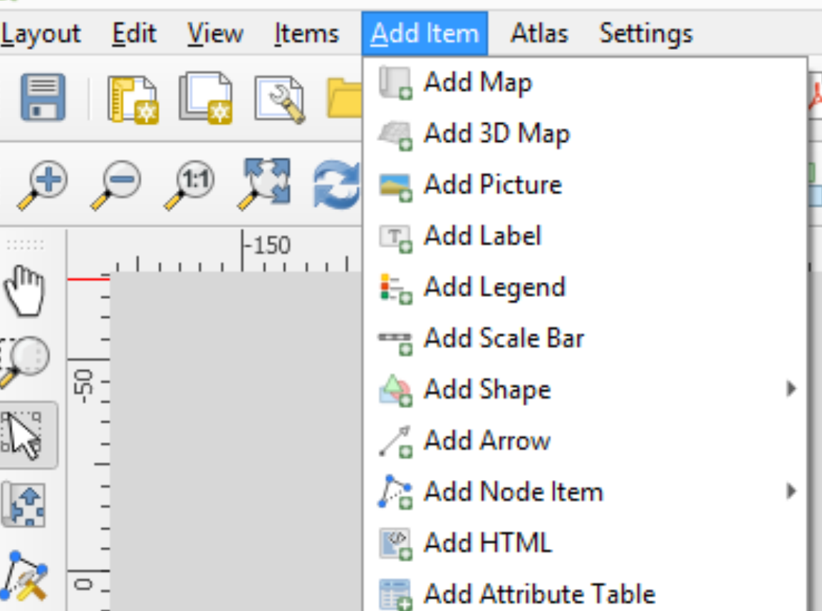 Layout Edit View Items Add Item Atlas Settings
Add Map
Add 3D Map
Add Picture
1:1
Add Label
T
-150
Add Legend
Add Scale Bar
-50
Add Shape
Add Arrow
Add Node Item
Add HTML
0
Add Attribute Table